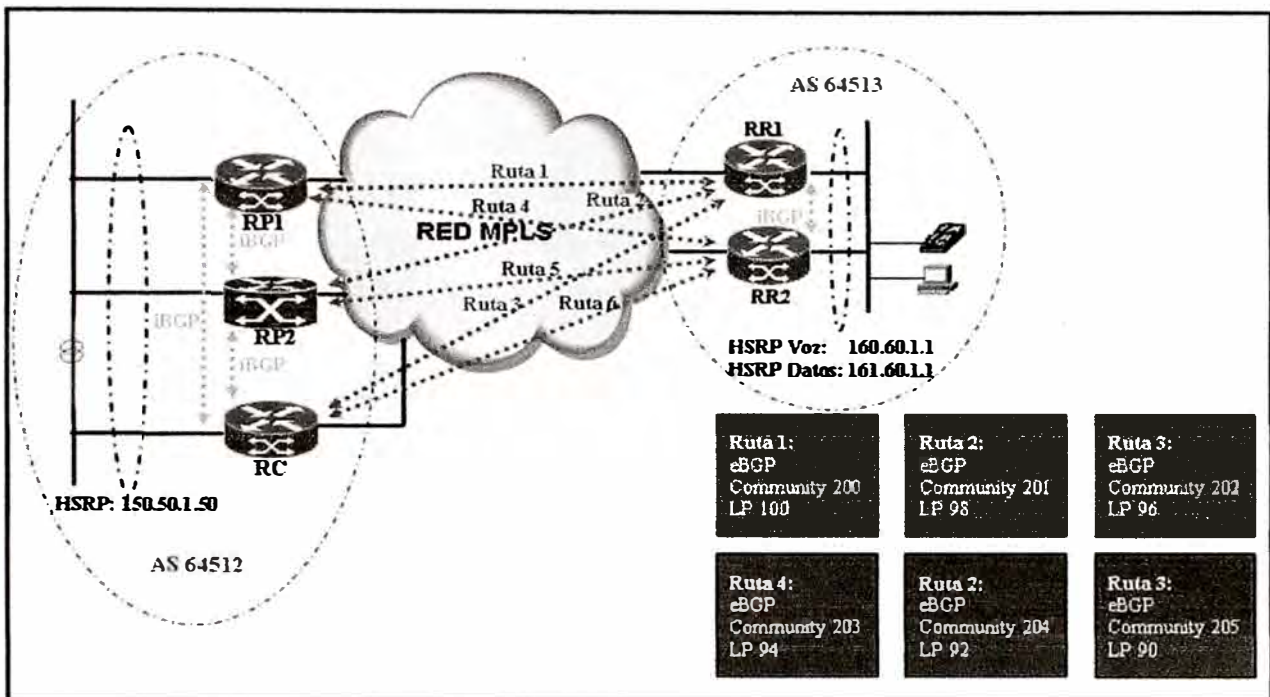 AS 64513
RR1
Ruta 1
Ruta 2
Ruta 4
RED MPLS
RP1
iBGP
iBGP
RR2
Ruta 5
Ruta 3
Ruta 6
iBGP
RP2
iBGP
RC
HSRP Voz: 160.60.1.1
HSRP Datos: 161.60.1.1
HSRP: 150.50.1.50
AS 64512
Ruta 1:
eBGP
Community 200
LP 100
Ruta 2:
eBGP
Community 201
LP 98
Ruta 3:
eBGP
Community 202
LP 96
Ruta 4:
eBGP
Community 203
LP 94
Ruta 2:
eBGP
Community 204
LP 92
Ruta 3:
eBGP
Community 205
LP 90